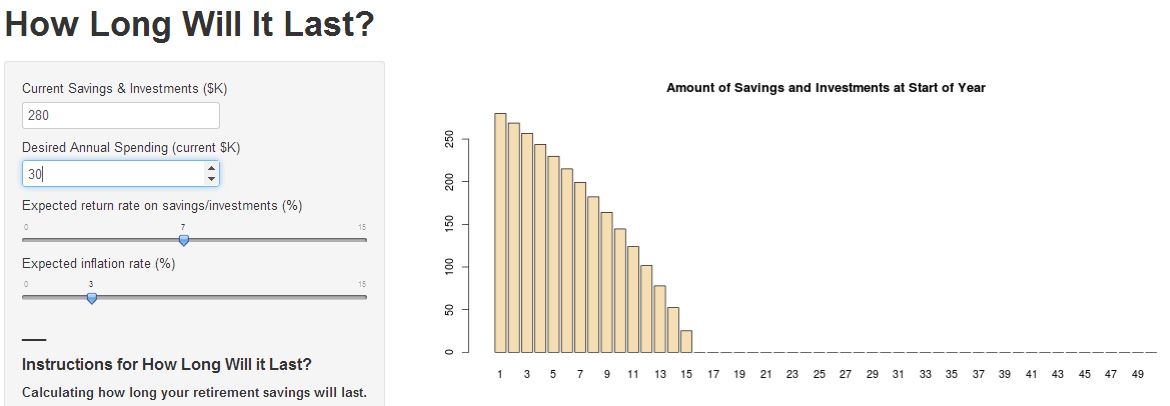 How Long Will It Last?
Current Savings & Investments ($K)
280
Desired Annual Spending (current $K)
30
Expected return rate on savings/investments (%)
0 7 15
Expected inflation rate (%)
0 3 15
Instructions for How Long Will it Last?
Calculating how long your retirement savings will last.
Amount of Savings and Investments at Start of Year
250
200
150
100
50
0
1 3 5 7 9 11 13 15 17 19 21 23 25 27 29 31 33 35 37 39 41 43 45 47 49